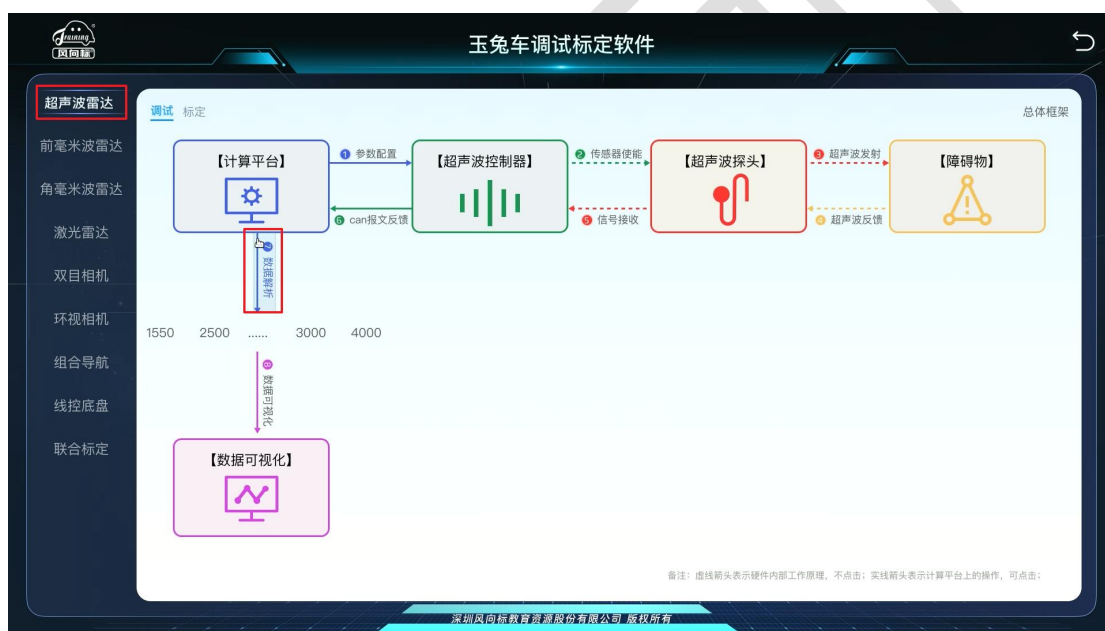 Training
风向标
玉兔车调试标定软件
超声波雷达
前毫米波雷达
角毫米波雷达
激光雷达
双目相机
环视相机
组合导航
线控底盘
联合标定
调试 标定
总体框架
【计算平台】
1 参数配置
【超声波控制器】
2 传感器使能
【超声波探头】
3 超声波发射
【障碍物】
6 can报文反馈
5 信号接收
4 超声波反馈
7 数据解析
1550 2500 ...... 3000 4000
8 数据可视化
【数据可视化】
备注：虚线箭头表示硬件内部工作原理，不点击；实线箭头表示计算平台上的操作，可点击；
深圳风向标教育资源股份有限公司 版权所有